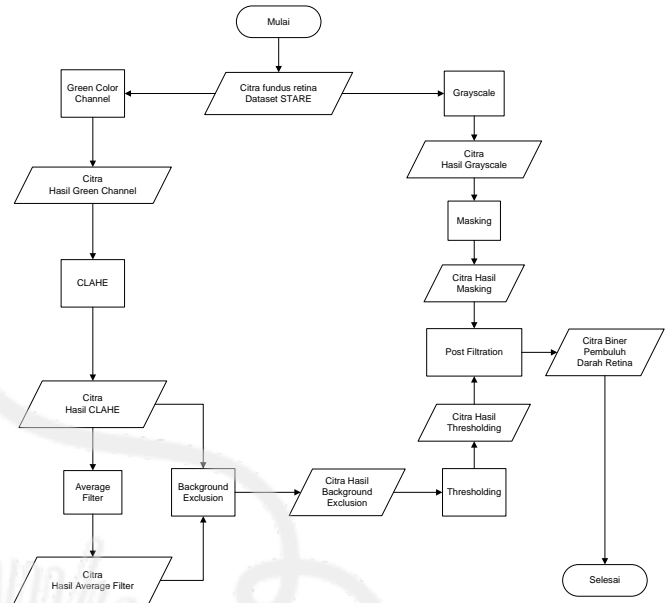 Mulai
Green Color
Channel
Citra fundus retina
Dataset STARE
Grayscale
Citra
Hasil Green Channel
Citra
Hasil Grayscale
Masking
CLAHE
Citra Hasil
Masking
Post Filtration
Citra Biner
Pembuluh
Darah Retina
Citra
Hasil CLAHE
Citra Hasil
Thresholding
Average
Filter
Background
Exclusion
Citra Hasil
Background
Exclusion
Thresholding
Citra
Hasil Average Filter
Selesai